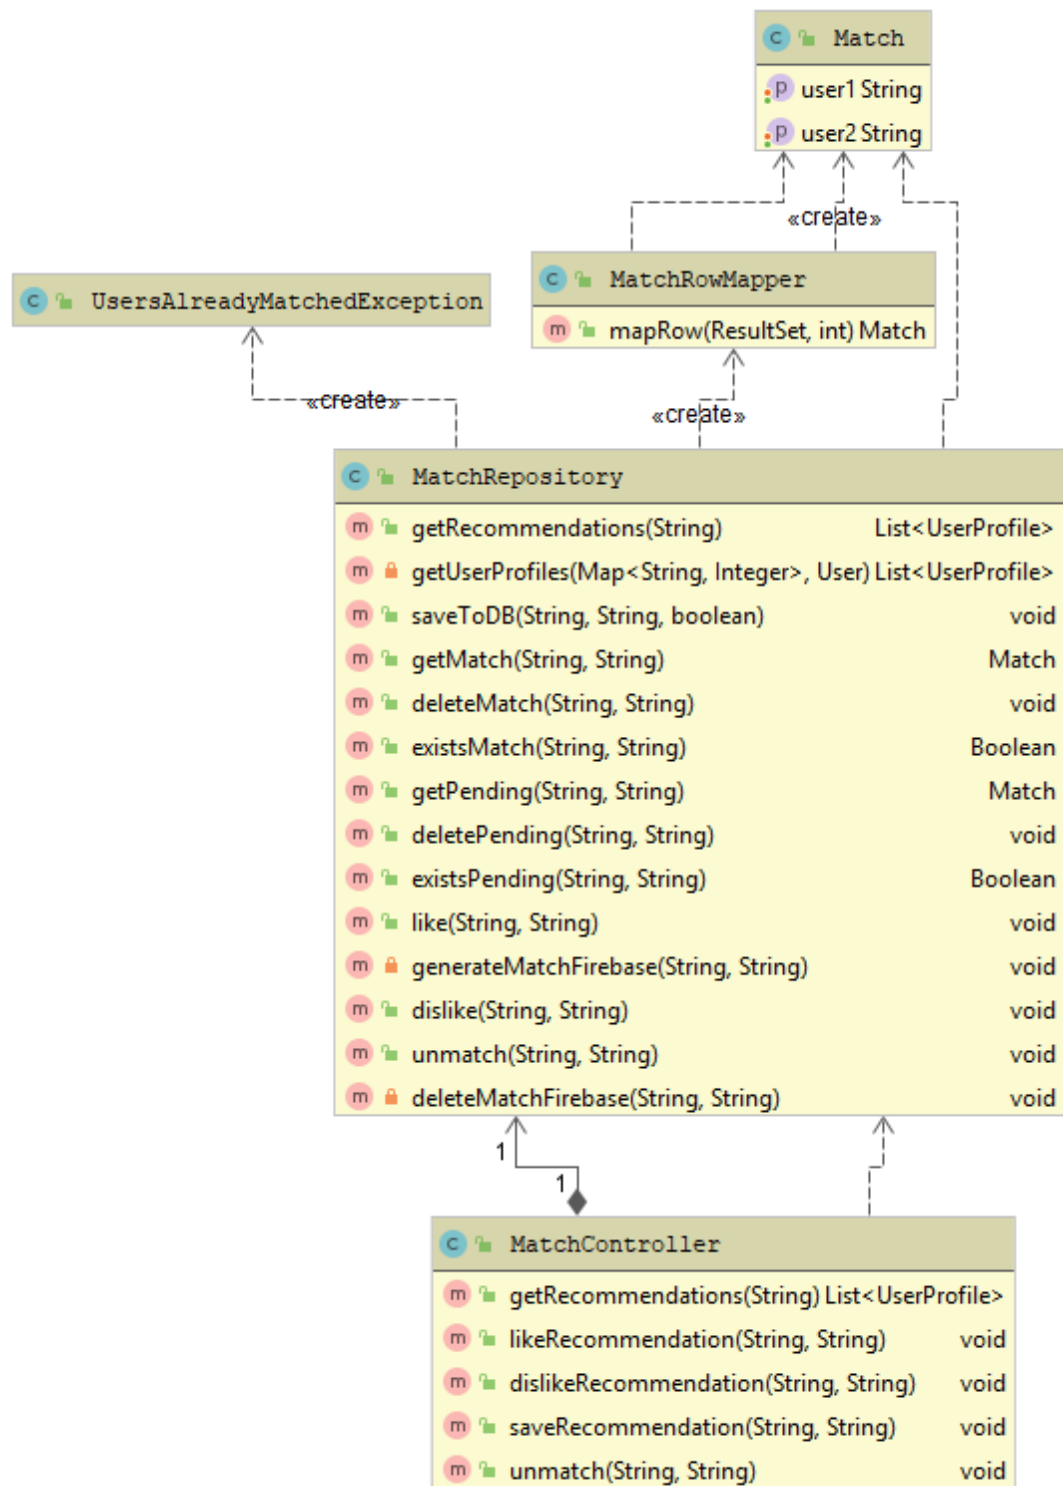 Match
user1 String
user2 String
«create»
MatchRowMapper
mapRow(ResultSet, int) Match
UsersAlreadyMatchedException
«create»
«create»
MatchRepository
getRecommendations(String) List<UserProfile>
getUserProfiles(Map<String, Integer>, User) List<UserProfile>
saveToDB(String, String, boolean) void
getMatch(String, String) Match
deleteMatch(String, String) void
existsMatch(String, String) Boolean
getPending(String, String) Match
deletePending(String, String) void
existsPending(String, String) Boolean
like(String, String) void
generateMatchFirebase(String, String) void
dislike(String, String) void
unmatch(String, String) void
deleteMatchFirebase(String, String) void
1
1
MatchController
getRecommendations(String) List<UserProfile>
likeRecommendation(String, String) void
dislikeRecommendation(String, String) void
saveRecommendation(String, String) void
unmatch(String, String) void